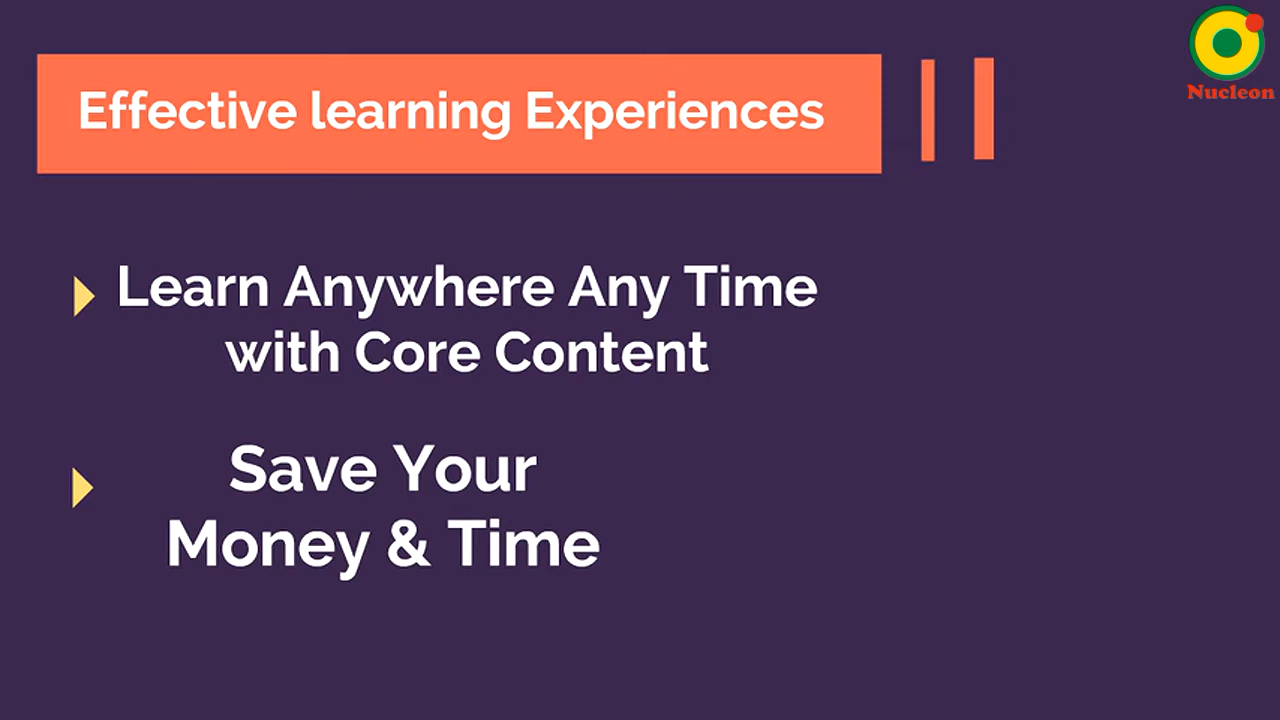 Effective learning Experiences
Nucleon
Learn Anywhere Any Time
with Core Content
Save Your
Money & Time